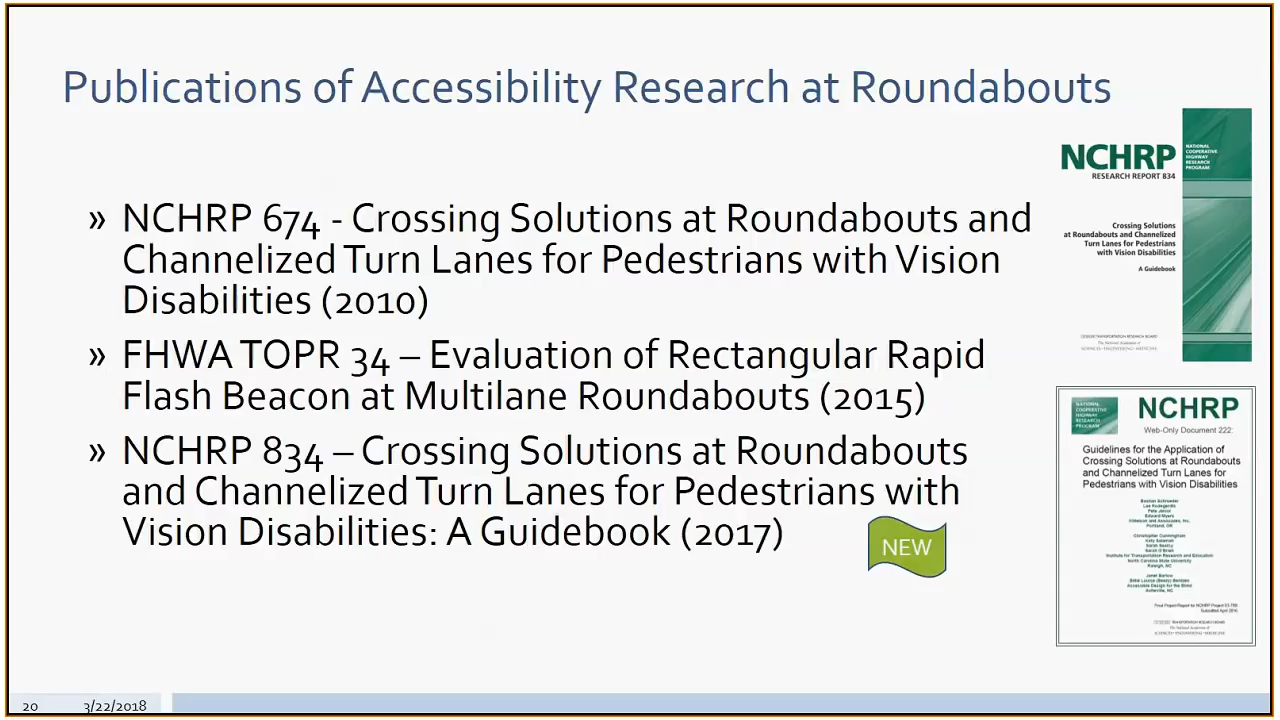 Publications of Accessibility Research at Roundabouts
» NCHRP 674 - Crossing Solutions at Roundabouts and
Channelized Turn Lanes for Pedestrians with Vision
Disabilities (2010)
» FHWA TOPR 34 – Evaluation of Rectangular Rapid
Flash Beacon at Multilane Roundabouts (2015)
» NCHRP 834 – Crossing Solutions at Roundabouts
and Channelized Turn Lanes for Pedestrians with
Vision Disabilities: A Guidebook (2017)
NEW
NCHRP
RESEARCH REPORT 834
NATIONAL
COOPERATIVE
HIGHWAY
RESEARCH
PROGRAM
Crossing Solutions
at Roundabouts and Channelized
Turn Lanes for Pedestrians
with Vision Disabilities
A Guidebook
NATIONAL
COOPERATIVE
HIGHWAY
RESEARCH
PROGRAM
NCHRP
Web-Only Document 222:
Guidelines for the Application of
Crossing Solutions at Roundabouts
and Channelized Turn Lanes for
Pedestrians with Vision Disabilities
20
3/22/2018